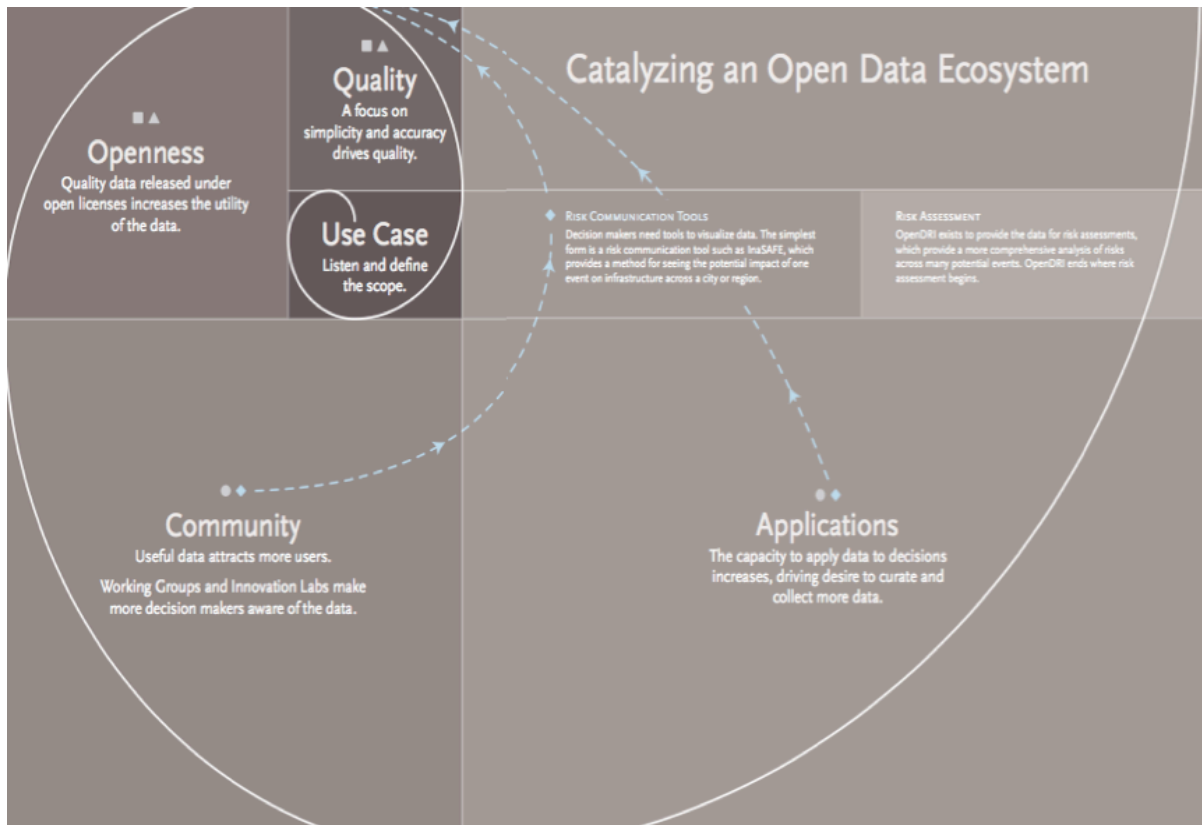 Catalyzing an Open Data Ecosystem
Quality
A focus on
simplicity and accuracy
drives quality.
Openness
Quality data released under
open licenses increases the utility
of the data.
Use Case
Listen and define
the scope.
Risk Communication Tools
Decision makers need tools to visualize data. The simplest
form is a risk communication tool such as InaSAFE, which
provides a method for seeing the potential impact of one
event on infrastructure across a city or region.
Risk Assessment
OpenDRI exists to provide the data for risk assessments,
which provide a more comprehensive analysis of risks
across many potential events. OpenDRI ends where risk
assessment begins.
Community
Useful data attracts more users.
Working Groups and Innovation Labs make
more decision makers aware of the data.
Applications
The capacity to apply data to decisions
increases, driving desire to curate and
collect more data.